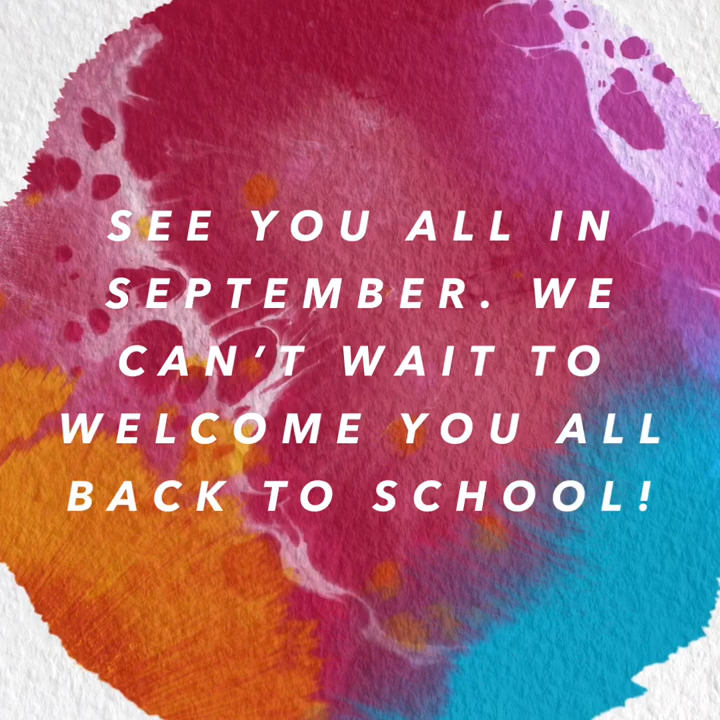 SEE YOU ALL IN
SEPTEMBER. WE
CAN'T WAIT TO
WELCOME YOU ALL
BACK TO SCHOOL!